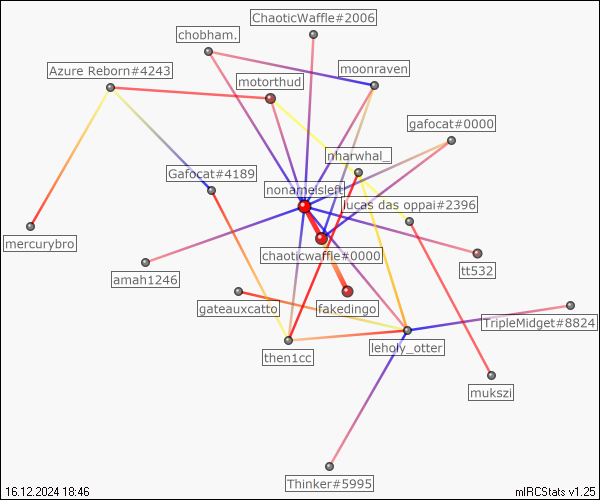 ChaoticWaffle#2006
chobham.
moonraven
Azure Reborn#4243
motorthud
gafocat#0000
nharwhal_
Gafocat#4189
nonameisleft
lucas das oppai#2396
mercurybro
chaoticwaffle#0000
tt532
amah1246
gateauxcatto
fakedingo
TripleMidget#8824
then1cc
leholy_otter
mukszi
Thinker#5995
16.12.2024 18:46
mIRCStats v1.25